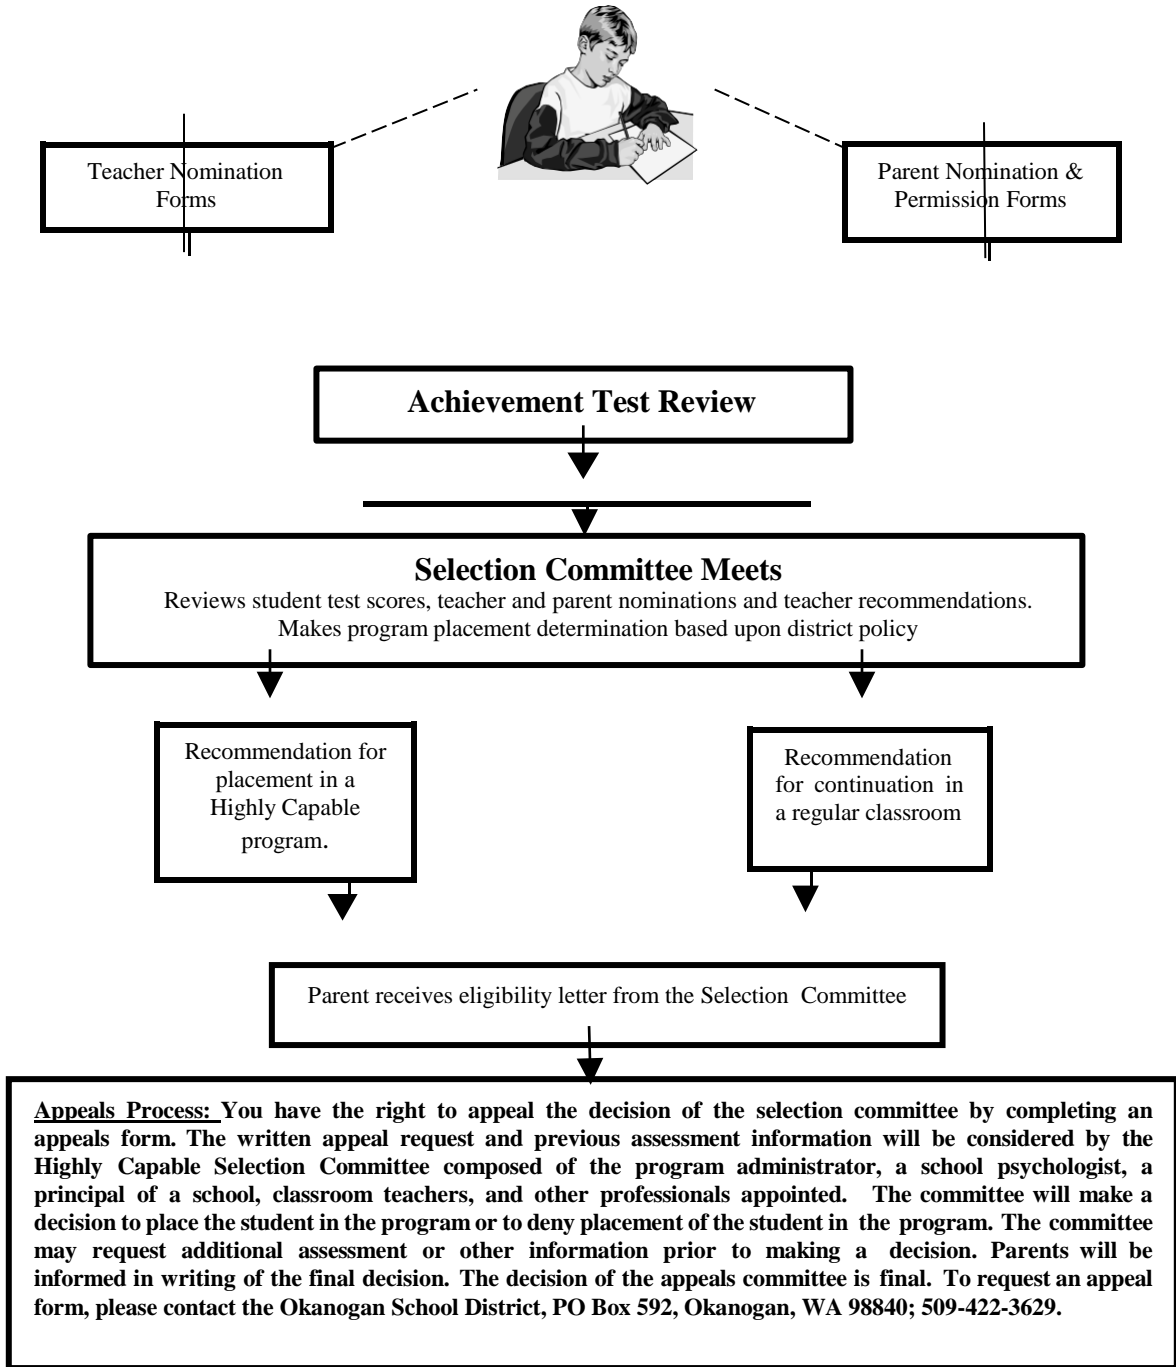 Teacher Nomination
Forms
Parent Nomination &
Permission Forms
Achievement Test Review
Selection Committee Meets
Reviews student test scores, teacher and parent nominations and teacher recommendations.
Makes program placement determination based upon district policy
Recommendation for
placement in a
Highly Capable
program.
Recommendation
for continuation in
a regular classroom
Parent receives eligibility letter from the Selection Committee
Appeals Process: You have the right to appeal the decision of the selection committee by completing an
appeals form. The written appeal request and previous assessment information will be considered by the
Highly Capable Selection Committee composed of the program administrator, a school psychologist, a
principal of a school, classroom teachers, and other professionals appointed. The committee will make a
decision to place the student in the program or to deny placement of the student in the program. The committee
may request additional assessment or other information prior to making a decision. Parents will be
informed in writing of the final decision. The decision of the appeals committee is final. To request an appeal
form, please contact the Okanogan School District, PO Box 592, Okanogan, WA 98840; 509-422-3629.